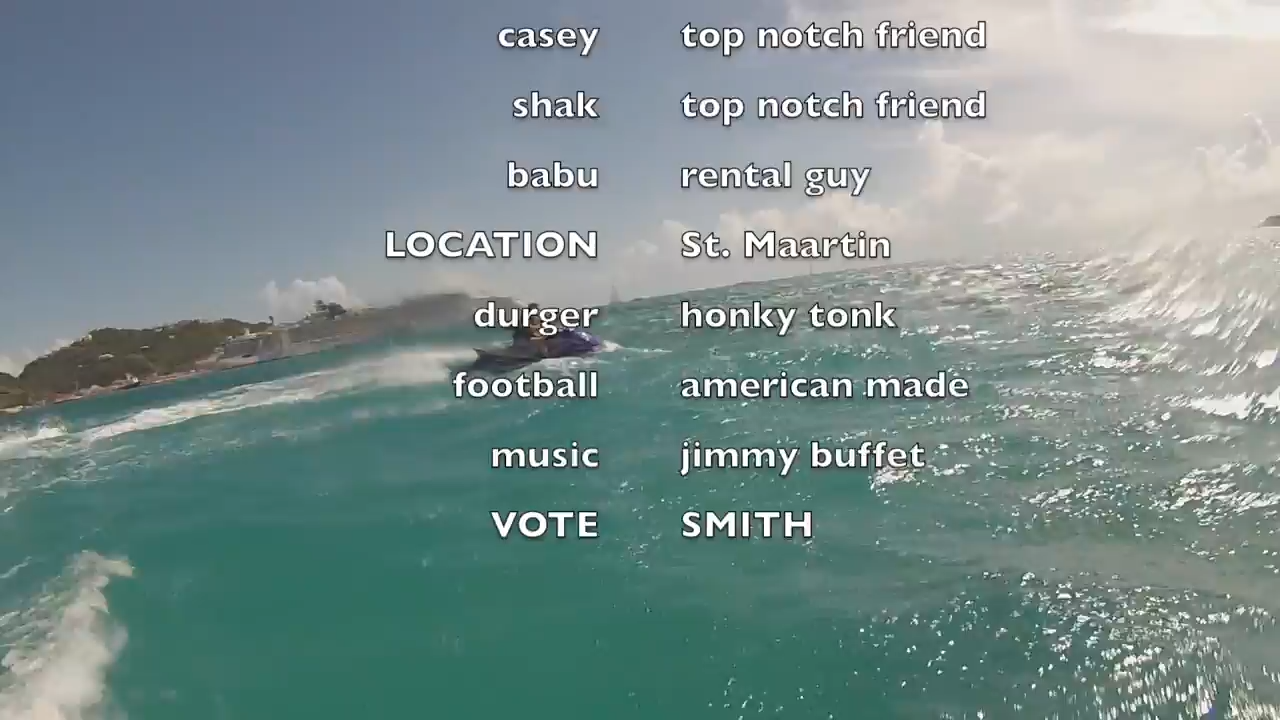 casey top notch friend
shak top notch friend
babu rental guy
LOCATION St. Maartin
durger honky tonk
football american made
music jimmy buffet
VOTE SMITH